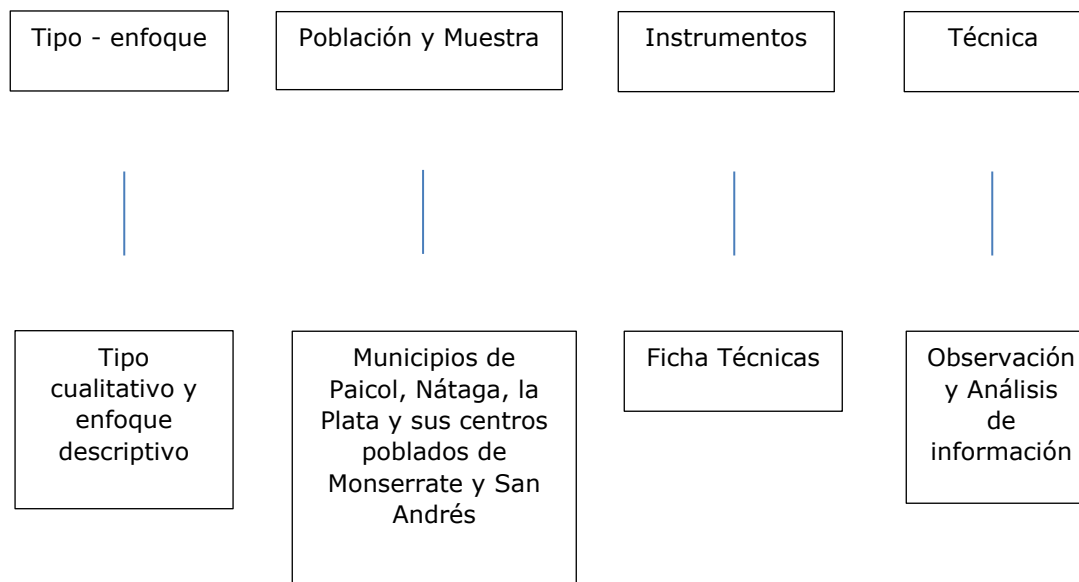 Tipo - enfoque
Población y Muestra
Instrumentos
Técnica
Tipo
cualitativo y
enfoque
descriptivo
Municipios de
Paicol, Nátaga, la
Plata y sus centros
poblados de
Monserrate y San
Andrés
Ficha Técnicas
Observación
y Análisis
de
información